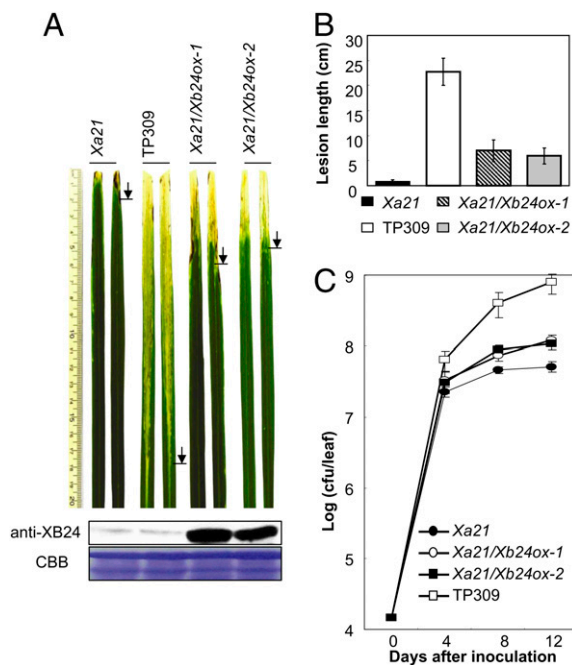 A
Xa21
TP309
Xa21/Xb24ox-1
Xa21/Xb24ox-2
anti-XB24
CBB
B
Lesion length (cm)
30
25
20
15
10
5
0
Xa21
Xa21/Xb24ox-1
TP309
Xa21/Xb24ox-2
C
Log (cfu/leaf)
9
8
7
6
5
4
Xa21
Xa21/Xb24ox-1
Xa21/Xb24ox-2
TP309
0 4 8 12
Days after inoculation